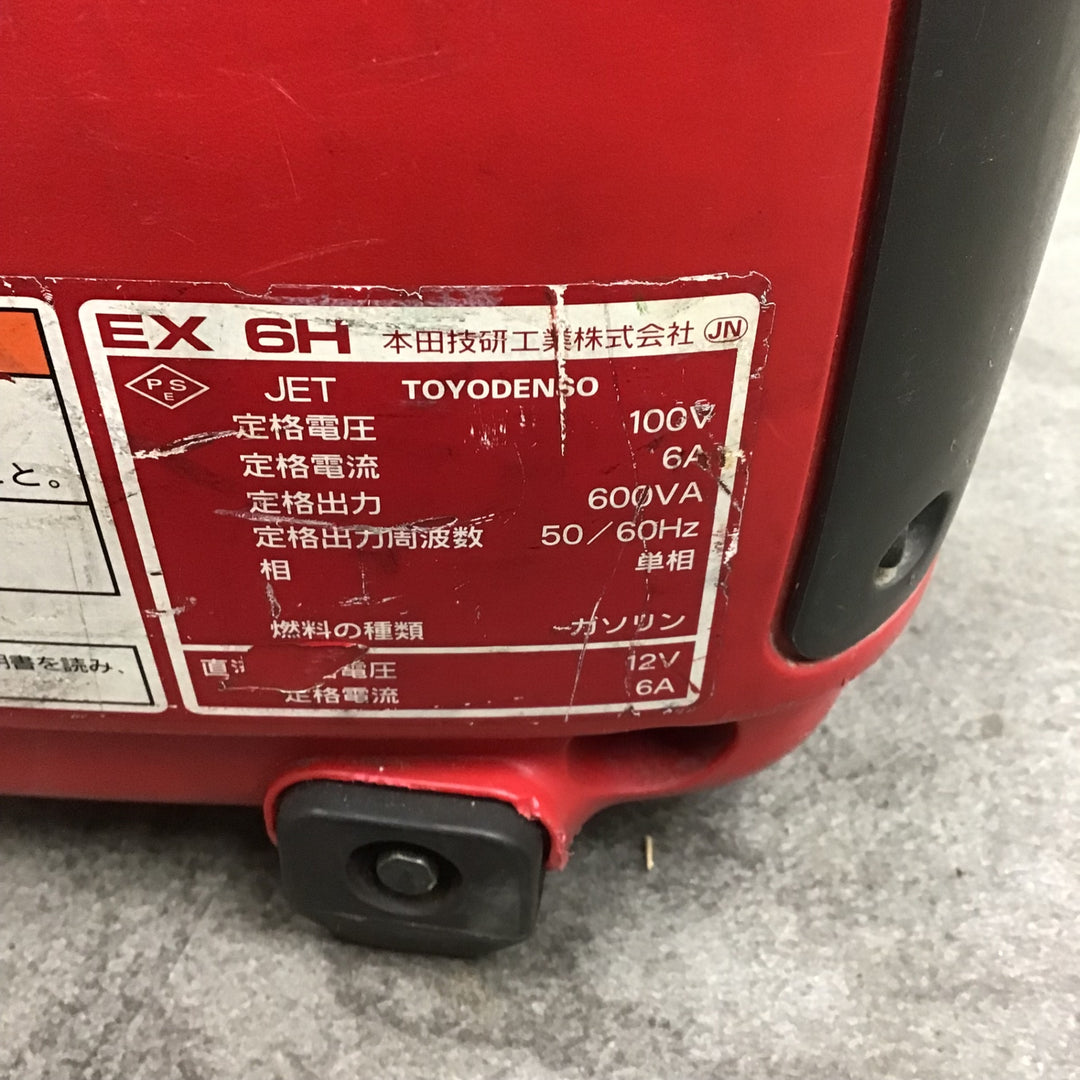 EX 6H 本田技研工業株式会社 JN
PSE JET TOYODENSO
定格電圧 100V
定格電流 6A
定格出力 600VA
定格出力周波数 50/60Hz
相 単相
燃料の種類 ガソリン
直流 電圧 12V
定格電流 6A
と。
明書を読み、